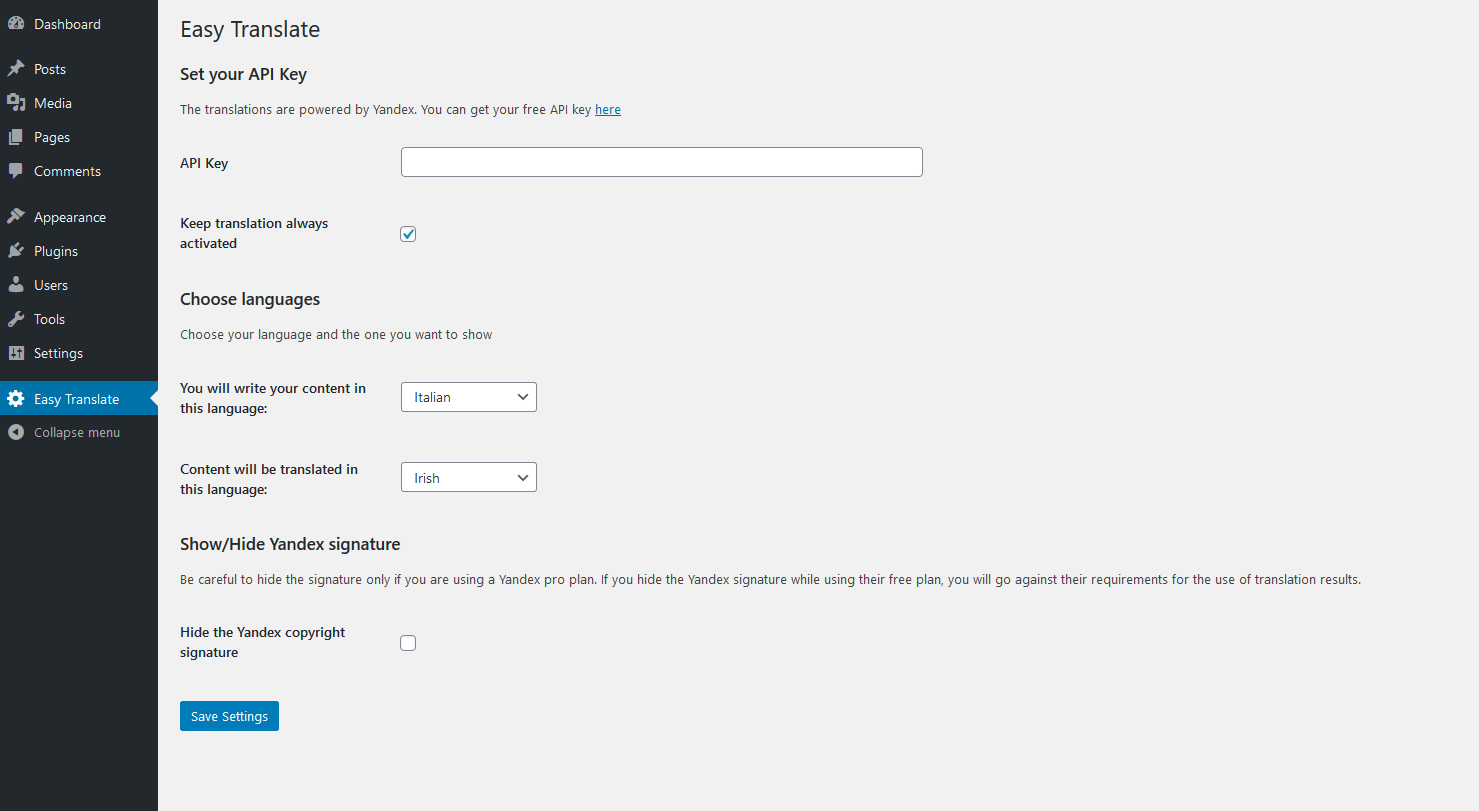 Dashboard
Posts
Media
Pages
Comments
Appearance
Plugins
Users
Tools
Settings
Easy Translate
Collapse menu
Easy Translate
Set your API Key
The translations are powered by Yandex. You can get your free API key here
API Key
Keep translation always
activated
Choose languages
Choose your language and the one you want to show
You will write your content in
this language:
Italian
Content will be translated in
this language:
Irish
Show/Hide Yandex signature
Be careful to hide the signature only if you are using a Yandex pro plan. If you hide the Yandex signature while using their free plan, you will go against their requirements for the use of translation results.
Hide the Yandex copyright
signature
Save Settings